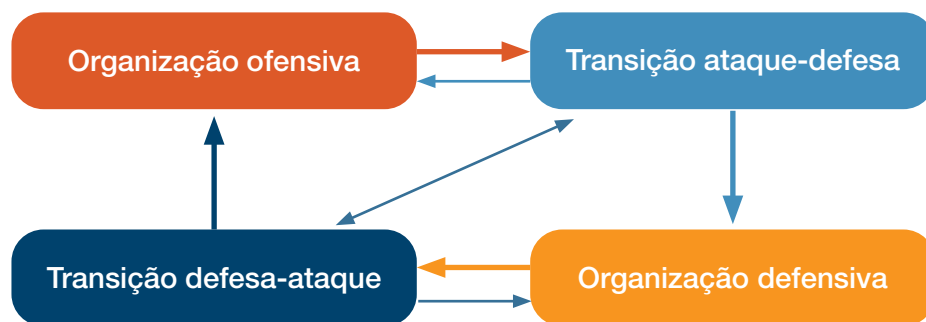 Organização ofensiva
Transição ataque-defesa
Transição defesa-ataque
Organização defensiva